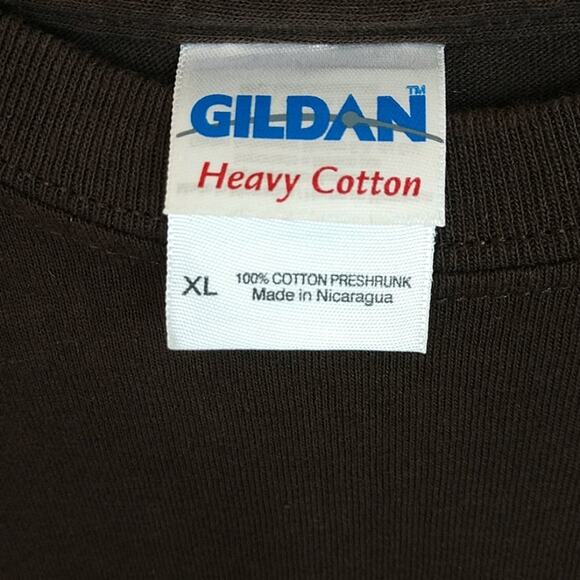 GILDAN™
Heavy Cotton
XL 100% COTTON PRESHRUNK
Made in Nicaragua